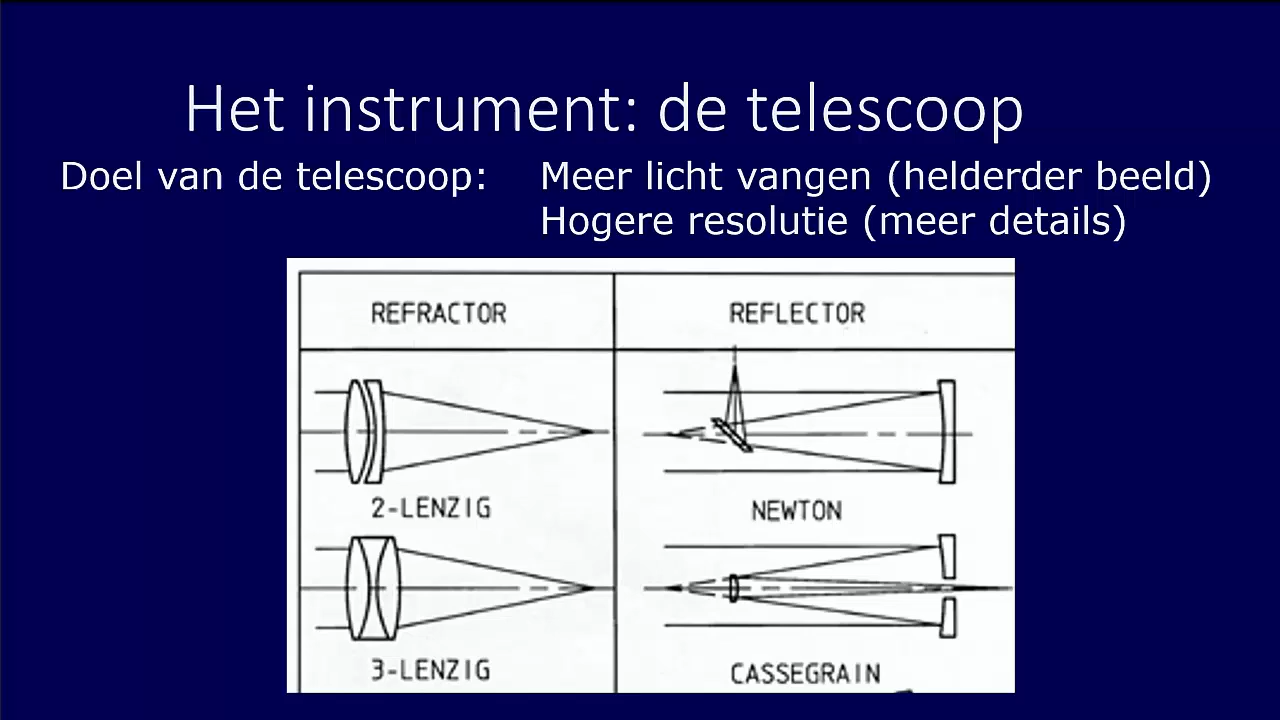 Het instrument: de telescoop
Doel van de telescoop: Meer licht vangen (helderder beeld)
Hogere resolutie (meer details)
REFRACTOR
REFLECTOR
2-LENZIG
NEWTON
3-LENZIG
CASSEGRAIN